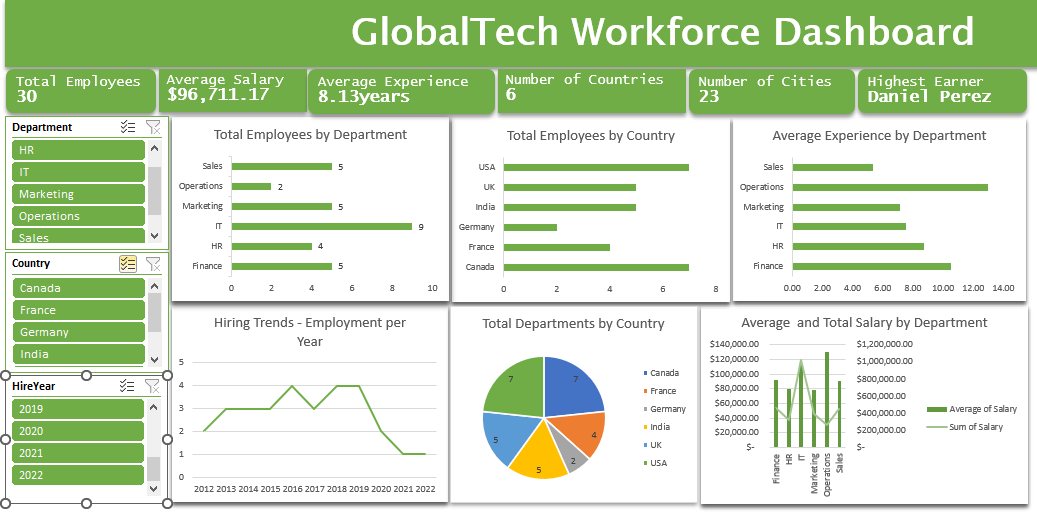 GlobalTech Workforce Dashboard
Total Employees
30
Average Salary
$96,711.17
Average Experience
8.13years
Number of Countries
6
Number of Cities
23
Highest Earner
Daniel Perez
Department
HR
IT
Marketing
Operations
Sales
Country
Canada
France
Germany
India
HireYear
2019
2020
2021
2022
Total Employees by Department
Sales 5
Operations 2
Marketing 5
IT 9
HR 4
Finance 5
0 2 4 6 8 10
Total Employees by Country
USA
UK
India
Germany
France
Canada
0 2 4 6 8
Average Experience by Department
Sales
Operations
Marketing
IT
HR
Finance
0.00 2.00 4.00 6.00 8.00 10.00 12.00 14.00
Hiring Trends - Employment per
Year
5
4
3
2
1
0
2012 2013 2014 2015 2016 2017 2018 2019 2020 2021 2022
Total Departments by Country
7
7
4
2
5
5
Canada
France
Germany
India
UK
USA
Average and Total Salary by Department
$140,000.00
$120,000.00
$100,000.00
$80,000.00
$60,000.00
$40,000.00
$20,000.00
$-
$1,200,000.00
$1,000,000.00
$800,000.00
$600,000.00
$400,000.00
$200,000.00
$-
Finance
HR
IT
Marketing
Operations
Sales
Average of Salary
Sum of Salary